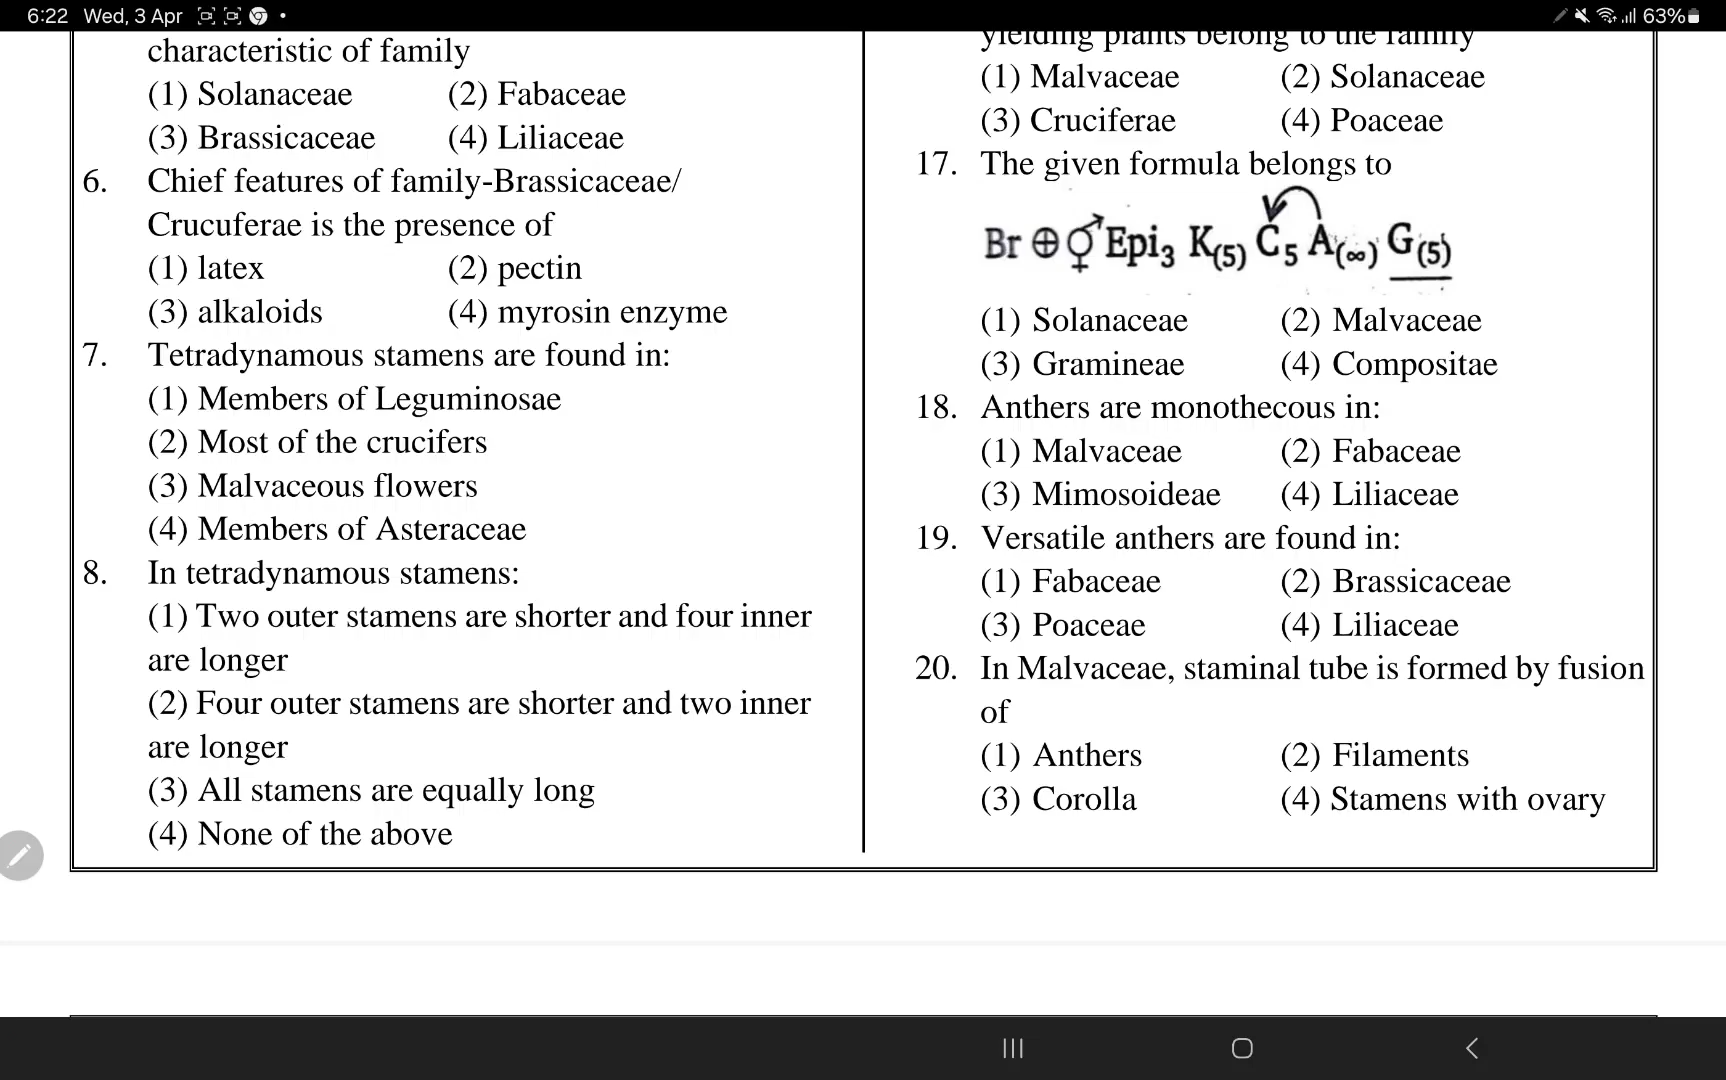 6:22 Wed, 3 Apr
63%
characteristic of family
(1) Solanaceae (2) Fabaceae
(3) Brassicaceae (4) Liliaceae
6. Chief features of family-Brassicaceae/
Crucuferae is the presence of
(1) latex (2) pectin
(3) alkaloids (4) myrosin enzyme
7. Tetradynamous stamens are found in:
(1) Members of Leguminosae
(2) Most of the crucifers
(3) Malvaceous flowers
(4) Members of Asteraceae
8. In tetradynamous stamens:
(1) Two outer stamens are shorter and four inner
are longer
(2) Four outer stamens are shorter and two inner
are longer
(3) All stamens are equally long
(4) None of the above
yielding plants belong to the family
(1) Malvaceae (2) Solanaceae
(3) Cruciferae (4) Poaceae
17. The given formula belongs to
Br ⊕ ⚥ Epi₃ K₍₅₎ C₅ A₍∞₎ G₍₅₎
(1) Solanaceae (2) Malvaceae
(3) Gramineae (4) Compositae
18. Anthers are monothecous in:
(1) Malvaceae (2) Fabaceae
(3) Mimosoideae (4) Liliaceae
19. Versatile anthers are found in:
(1) Fabaceae (2) Brassicaceae
(3) Poaceae (4) Liliaceae
20. In Malvaceae, staminal tube is formed by fusion
of
(1) Anthers (2) Filaments
(3) Corolla (4) Stamens with ovary